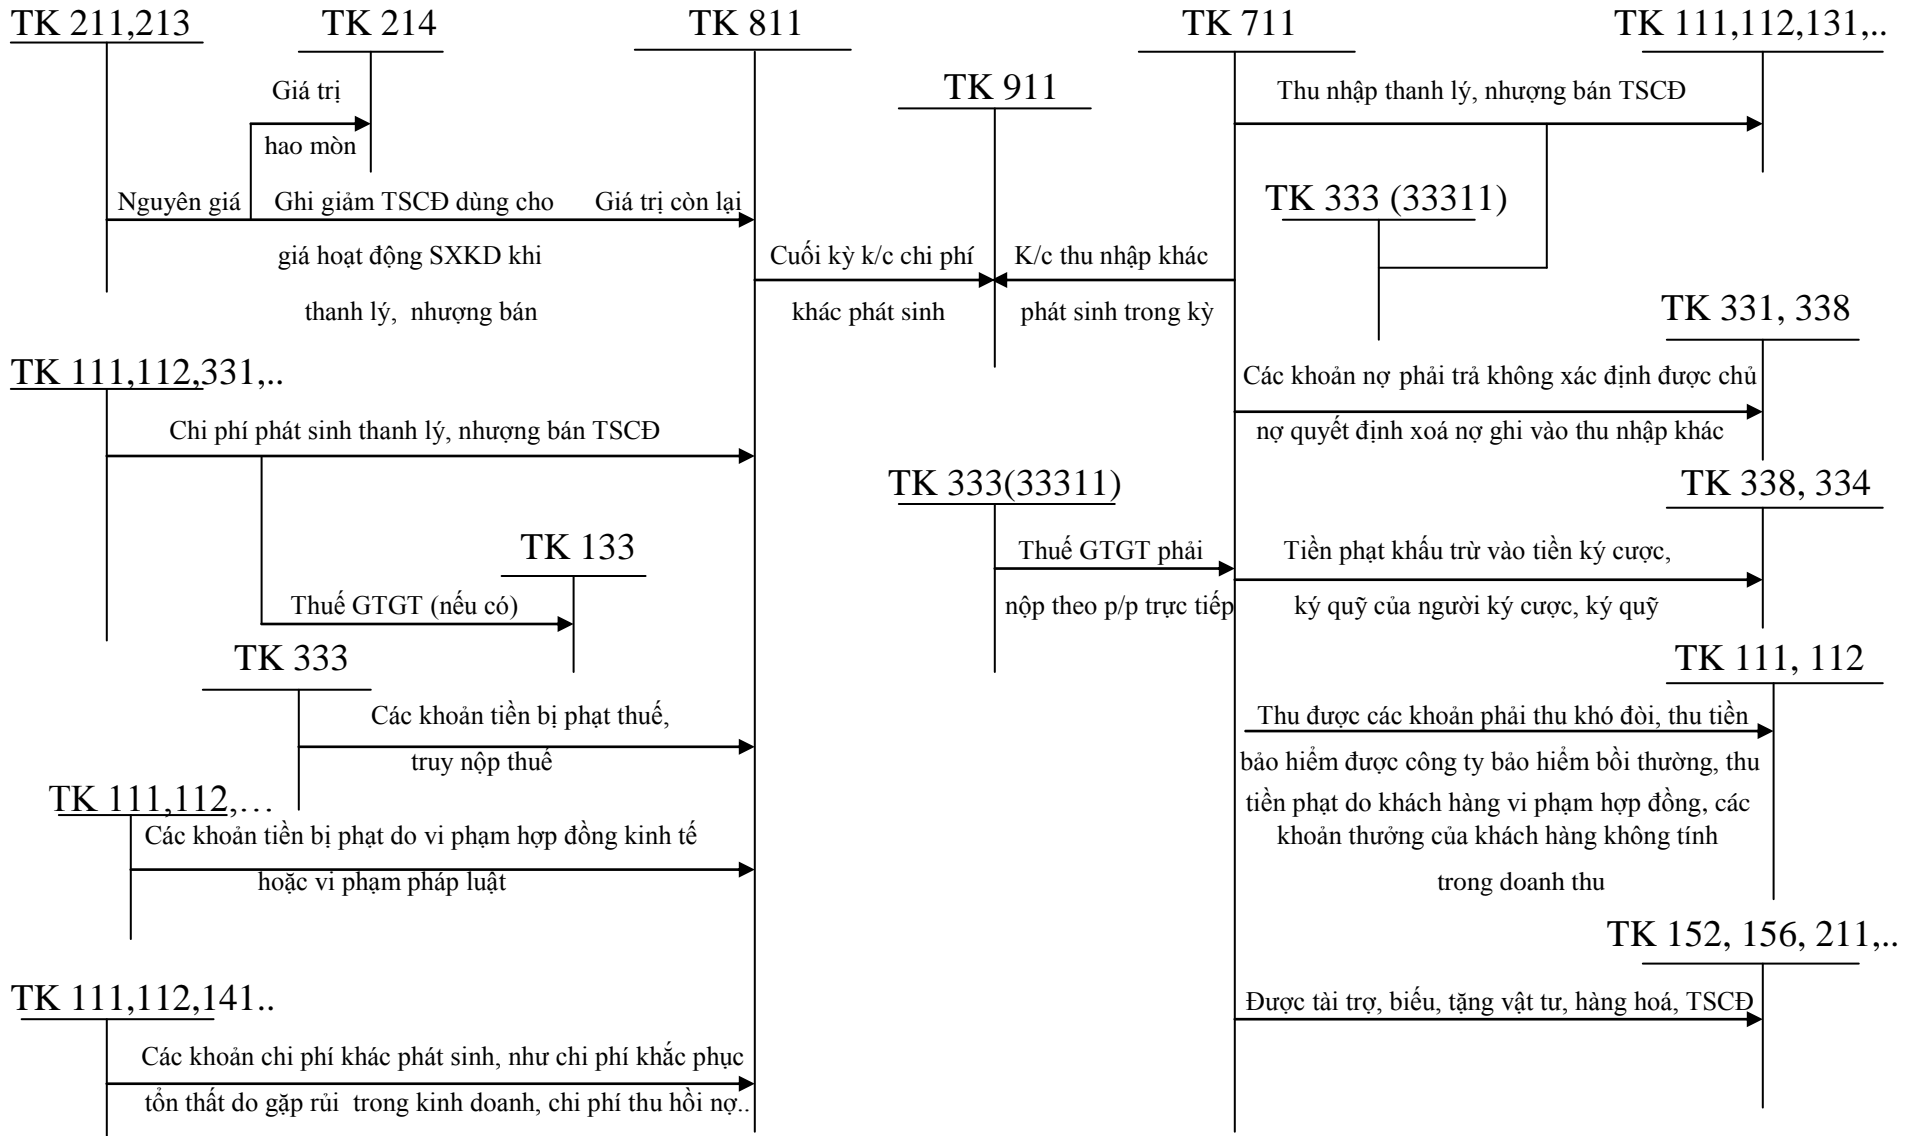 TK 211,213
TK 214
TK 811
TK 711
TK 111,112,131,..
Giá trị
hao mòn
TK 911
Thu nhập thanh lý, nhượng bán TSCĐ
Nguyên giá
Ghi giảm TSCĐ dùng cho
Giá trị còn lại
giá hoạt động SXKD khi
thanh lý, nhượng bán
TK 333 (33311)
Cuối kỳ k/c chi phí
khác phát sinh
K/c thu nhập khác
phát sinh trong kỳ
TK 331, 338
TK 111,112,331,..
Các khoản nợ phải trả không xác định được chủ
nợ quyết định xoá nợ ghi vào thu nhập khác
Chi phí phát sinh thanh lý, nhượng bán TSCĐ
TK 333(33311)
TK 338, 334
TK 133
Thuế GTGT phải
nộp theo p/p trực tiếp
Tiền phạt khấu trừ vào tiền ký cược,
ký quỹ của người ký cược, ký quỹ
Thuế GTGT (nếu có)
TK 333
TK 111, 112
Các khoản tiền bị phạt thuế,
truy nộp thuế
Thu được các khoản phải thu khó đòi, thu tiền
bảo hiểm được công ty bảo hiểm bồi thường, thu
tiền phạt do khách hàng vi phạm hợp đồng, các
khoản thưởng của khách hàng không tính
trong doanh thu
TK 111,112,…
Các khoản tiền bị phạt do vi phạm hợp đồng kinh tế
hoặc vi phạm pháp luật
TK 152, 156, 211,..
TK 111,112,141..
Được tài trợ, biếu, tặng vật tư, hàng hoá, TSCĐ
Các khoản chi phí khác phát sinh, như chi phí khắc phục
tổn thất do gặp rủi trong kinh doanh, chi phí thu hồi nợ..